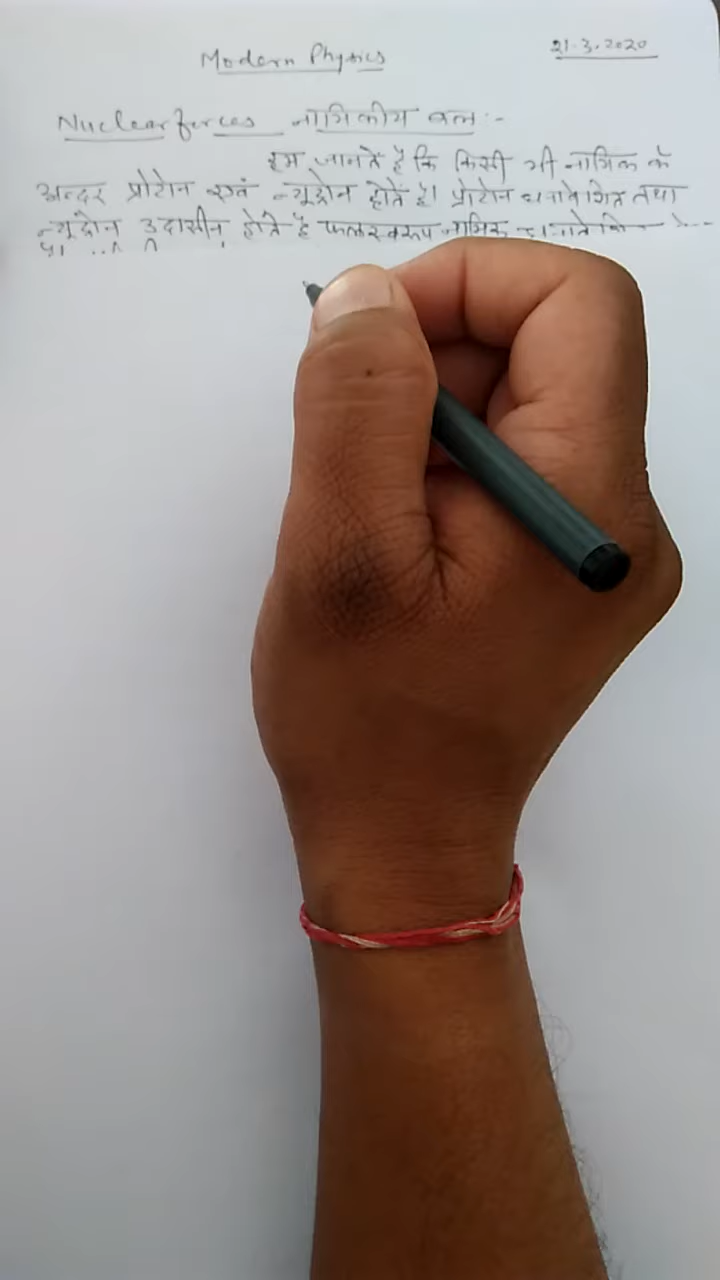 Modern Physics
21.3.2020
Nuclear forces नाभिकीय बल :-
हम जानते है कि किसी भी नाभिक के
अन्दर प्रोटोन एवं न्यूट्रोन होते है। प्रोटोन धनावेशित तथा
न्यूट्रोन उदासीन होते है फलस्वरूप नाभिक